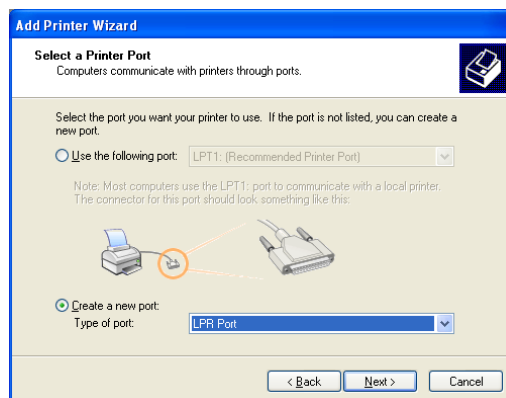 Add Printer Wizard
Select a Printer Port
Computers communicate with printers through ports.
Select the port you want your printer to use. If the port is not listed, you can create a
new port.
Use the following port: LPT1: (Recommended Printer Port)
Note: Most computers use the LPT1: port to communicate with a local printer.
The connector for this port should look something like this:
Create a new port:
Type of port: LPR Port
< Back Next > Cancel